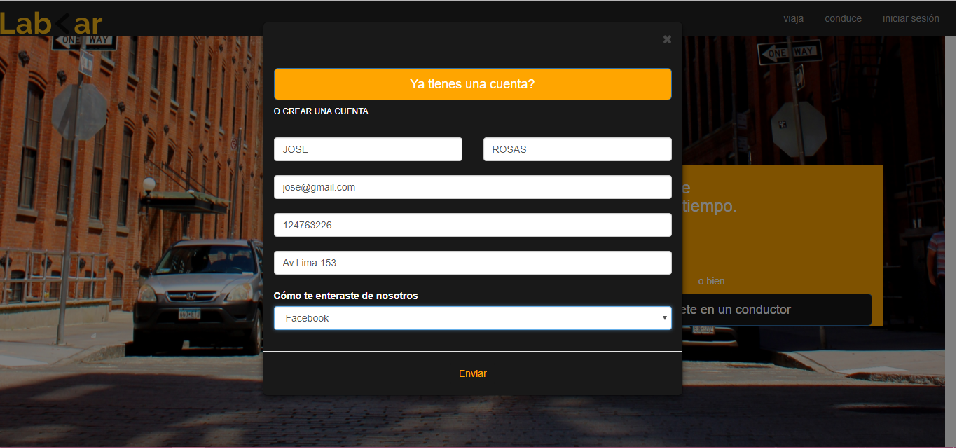 Lab<ar
viaja conduce iniciar sesión
ONE WAY
ONE WAY
×
Ya tienes una cuenta?
O CREAR UNA CUENTA
JOSE ROSAS
jose@gmail.com
124763226
Av Lima 153
Cómo te enteraste de nosotros
Facebook
Enviar
e
tiempo.
o bien
ete en un conductor